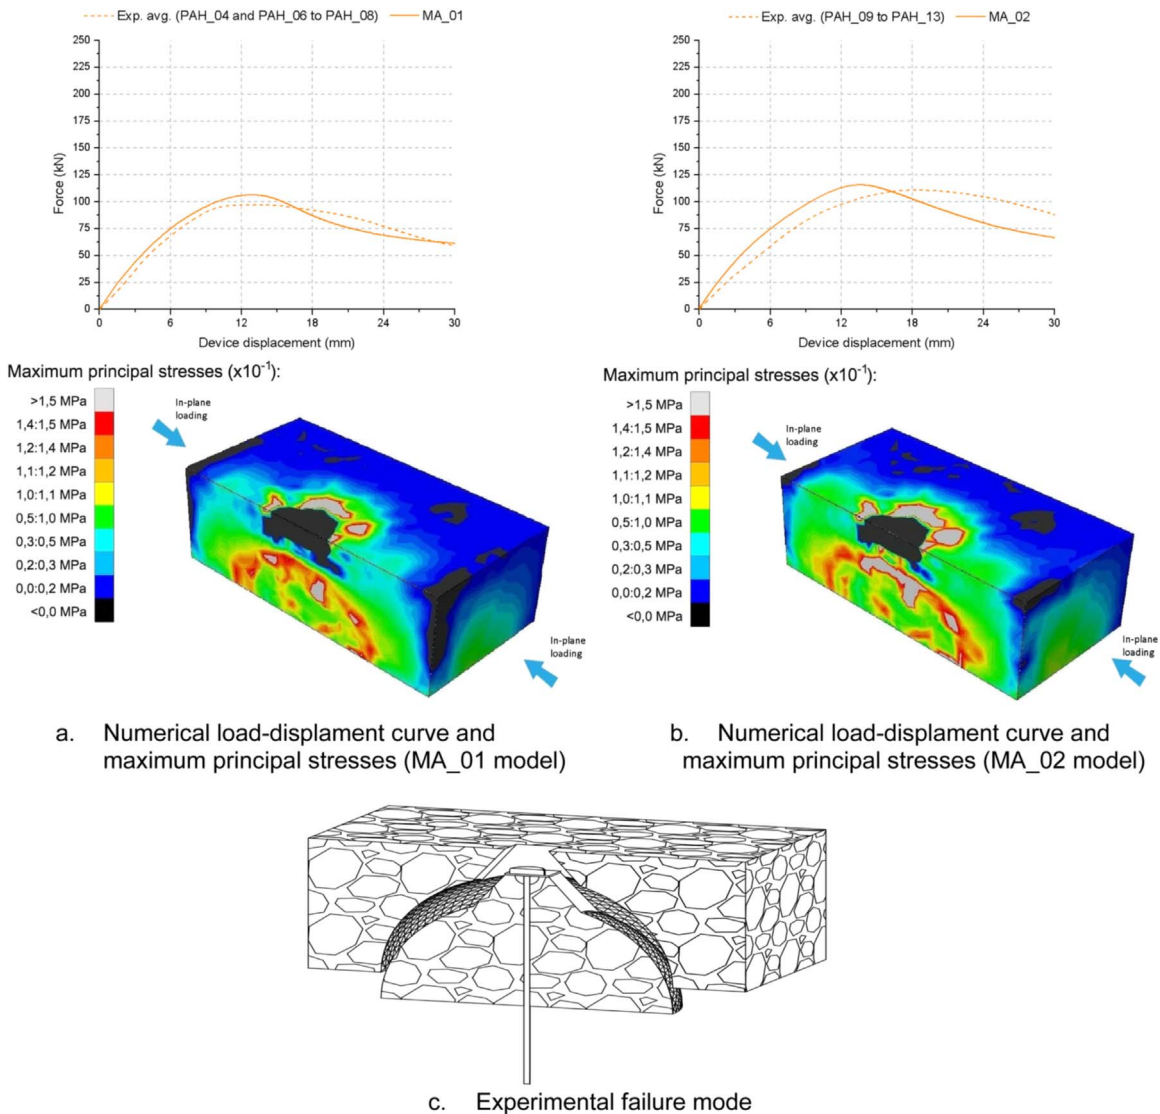 Exp. avg. (PAH_04 and PAH_06 to PAH_08) MA_01
250
225
200
175
150
125
100
75
50
25
0
Force (kN)
0 6 12 18 24 30
Device displacement (mm)
Exp. avg. (PAH_09 to PAH_13) MA_02
250
225
200
175
150
125
100
75
50
25
0
Force (kN)
0 6 12 18 24 30
Device displacement (mm)
Maximum principal stresses (x10⁻¹):
>1,5 MPa
1,4:1,5 MPa
1,2:1,4 MPa
1,1:1,2 MPa
1,0:1,1 MPa
0,5:1,0 MPa
0,3:0,5 MPa
0,2:0,3 MPa
0,0:0,2 MPa
<0,0 MPa
In-plane
loading
In-plane
loading
Maximum principal stresses (x10⁻¹):
>1,5 MPa
1,4:1,5 MPa
1,2:1,4 MPa
1,1:1,2 MPa
1,0:1,1 MPa
0,5:1,0 MPa
0,3:0,5 MPa
0,2:0,3 MPa
0,0:0,2 MPa
<0,0 MPa
In-plane
loading
In-plane
loading
a. Numerical load-displament curve and
maximum principal stresses (MA_01 model)
b. Numerical load-displament curve and
maximum principal stresses (MA_02 model)
c. Experimental failure mode